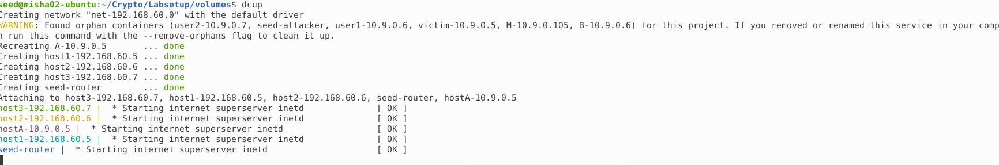 seed@misha02-ubuntu:~/Crypto/Labsetup/volumes$ dcup
Creating network "net-192.168.60.0" with the default driver
WARNING: Found orphan containers (user2-10.9.0.7, seed-attacker, user1-10.9.0.6, victim-10.9.0.5, M-10.9.0.105, B-10.9.0.6) for this project. If you removed or renamed this service in your comp
n run this command with the --remove-orphans flag to clean it up.
Recreating A-10.9.0.5       ... done
Creating host1-192.168.60.5 ... done
Creating host2-192.168.60.6 ... done
Creating host3-192.168.60.7 ... done
Creating seed-router        ... done
Attaching to host3-192.168.60.7, host1-192.168.60.5, host2-192.168.60.6, seed-router, hostA-10.9.0.5
host3-192.168.60.7 |  * Starting internet superserver inetd              [ OK ]
host2-192.168.60.6 |  * Starting internet superserver inetd              [ OK ]
hostA-10.9.0.5 |  * Starting internet superserver inetd                  [ OK ]
host1-192.168.60.5 |  * Starting internet superserver inetd              [ OK ]
seed-router |  * Starting internet superserver inetd                     [ OK ]